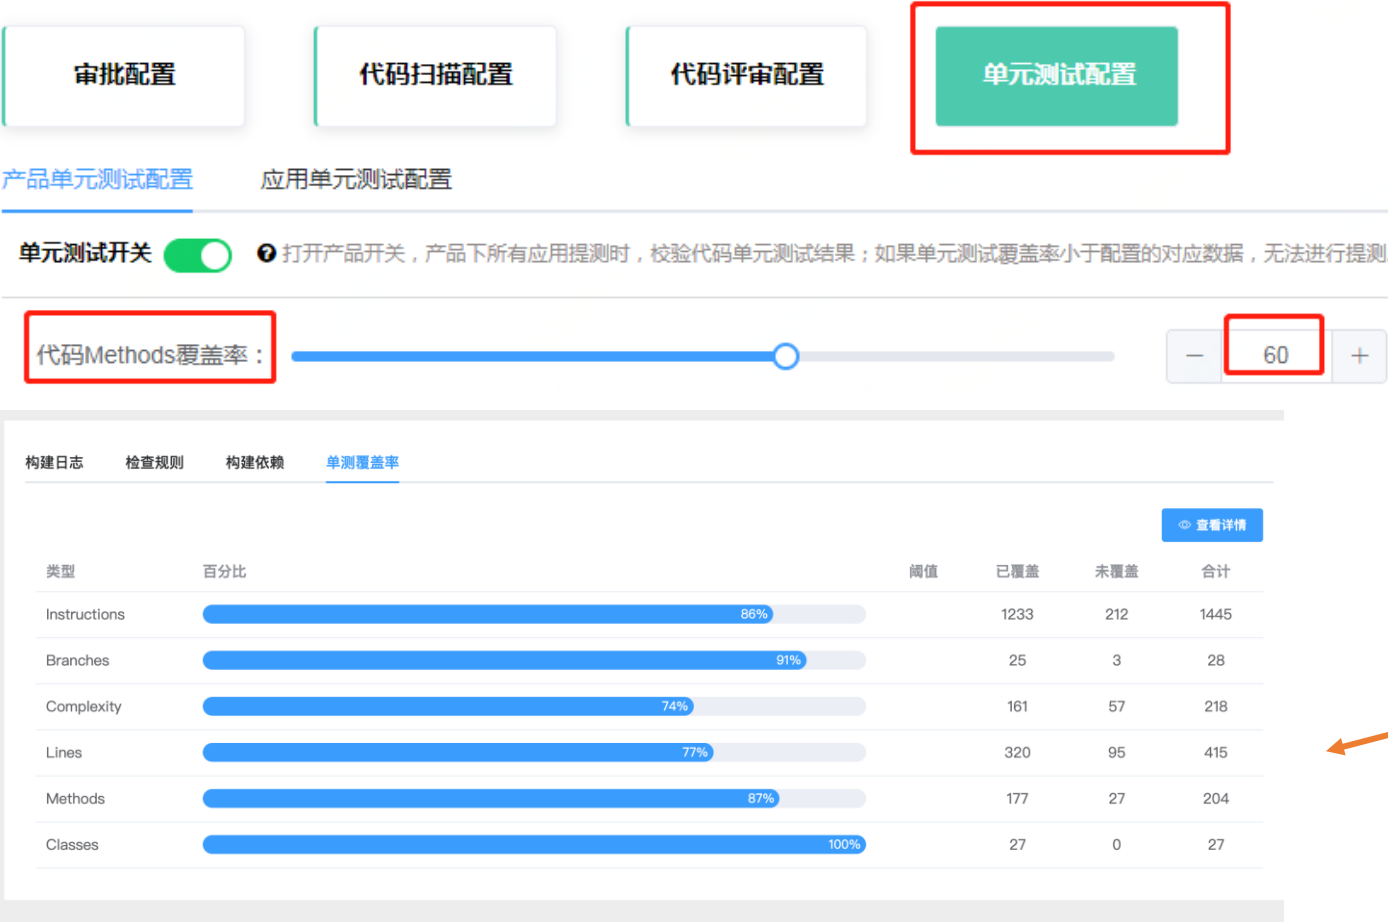 审批配置 代码扫描配置 代码评审配置 单元测试配置
产品单元测试配置 应用单元测试配置
单元测试开关 打开产品开关，产品下所有应用提测时，校验代码单元测试结果；如果单元测试覆盖率小于配置的对应数据，无法进行提测
代码Methods覆盖率： － 60 ＋
构建日志 检查规则 构建依赖 单测覆盖率
查看详情
类型 百分比 阈值 已覆盖 未覆盖 合计
Instructions 86% 1233 212 1445
Branches 91% 25 3 28
Complexity 74% 161 57 218
Lines 77% 320 95 415
Methods 87% 177 27 204
Classes 100% 27 0 27